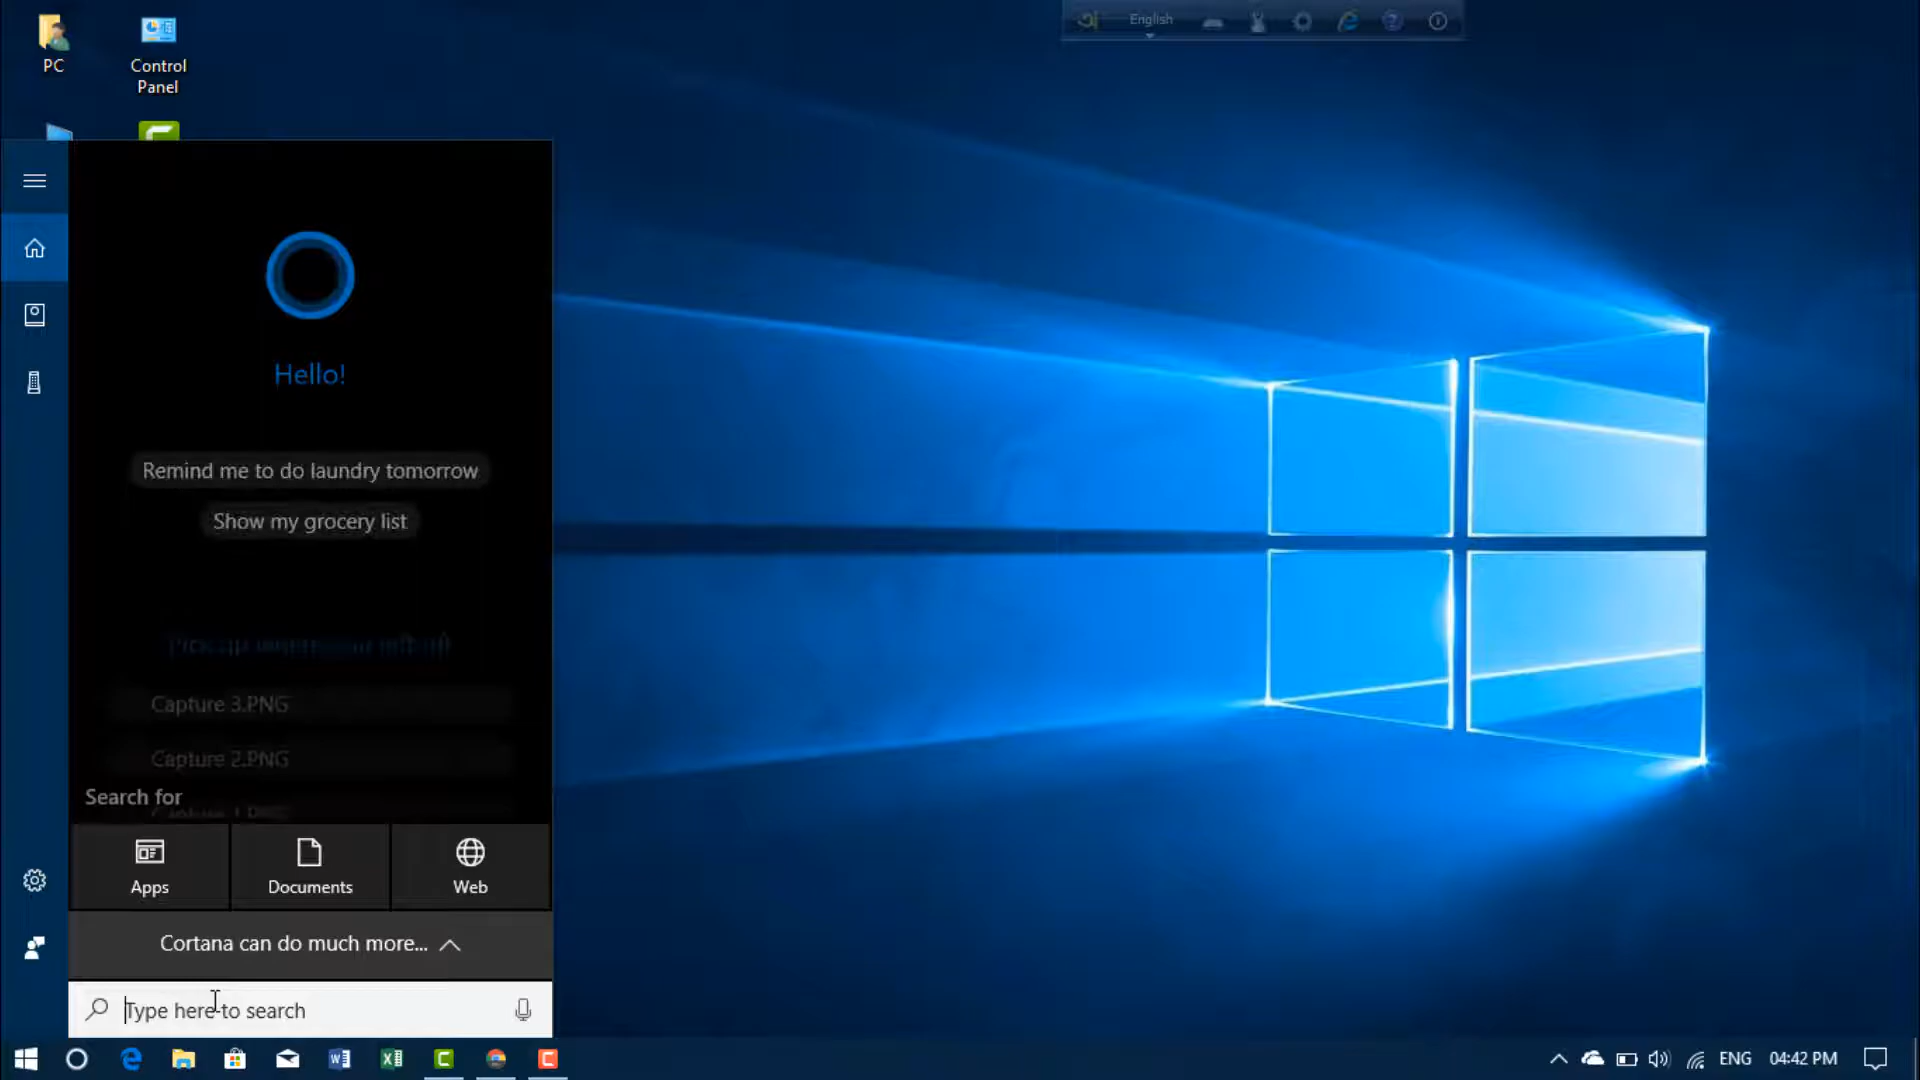 English
PC
Control
Panel
Hello!
Remind me to do laundry tomorrow
Show my grocery list
Capture 3.PNG
Capture 2.PNG
Search for
Apps
Documents
Web
Cortana can do much more...
Type here to search
ENG
04:42 PM